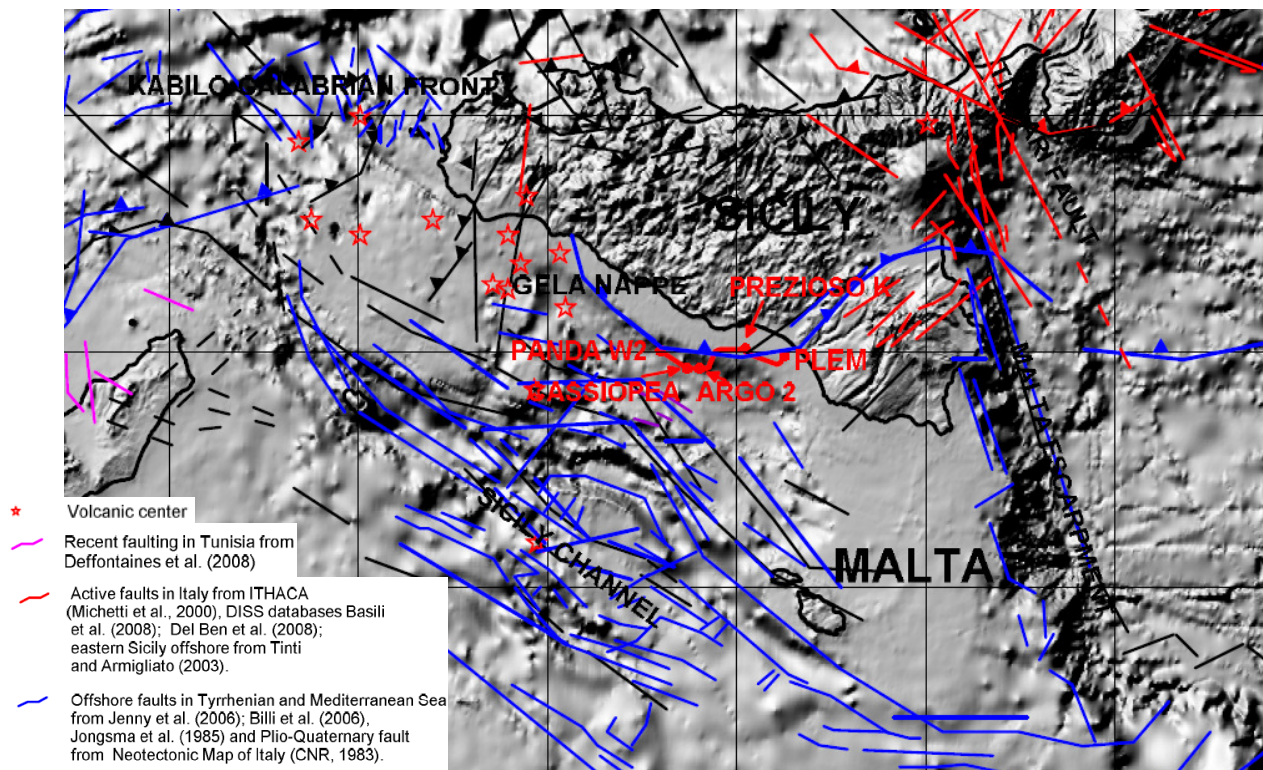 KABILO-CALABRIAN FRONT
TINDARI FAULT
SICILY
GELA NAPPE
PREZIOSO K
PANDA W2
PLEM
CASSIOPEA ARGO 2
MALTA ESCARPMENT
SICILY CHANNEL
MALTA
Volcanic center
Recent faulting in Tunisia from
Deffontaines et al. (2008)
Active faults in Italy from ITHACA
(Michetti et al., 2000), DISS databases Basili
et al. (2008); Del Ben et al. (2008);
eastern Sicily offshore from Tinti
and Armigliato (2003).
Offshore faults in Tyrrhenian and Mediterranean Sea
from Jenny et al. (2006); Billi et al. (2006),
Jongsma et al. (1985) and Plio-Quaternary fault
from Neotectonic Map of Italy (CNR, 1983).